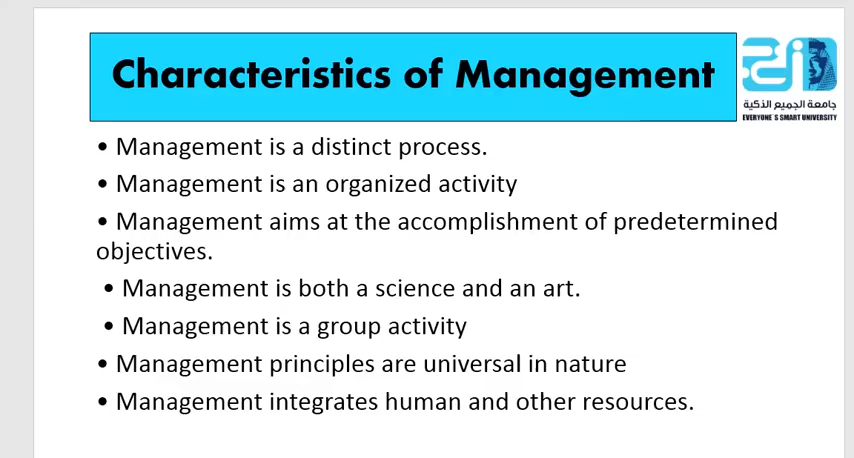 Characteristics of Management
جامعة الجميع الذكية
EVERYONE`S SMART UNIVERSITY
• Management is a distinct process.
• Management is an organized activity
• Management aims at the accomplishment of predetermined
objectives.
• Management is both a science and an art.
• Management is a group activity
• Management principles are universal in nature
• Management integrates human and other resources.